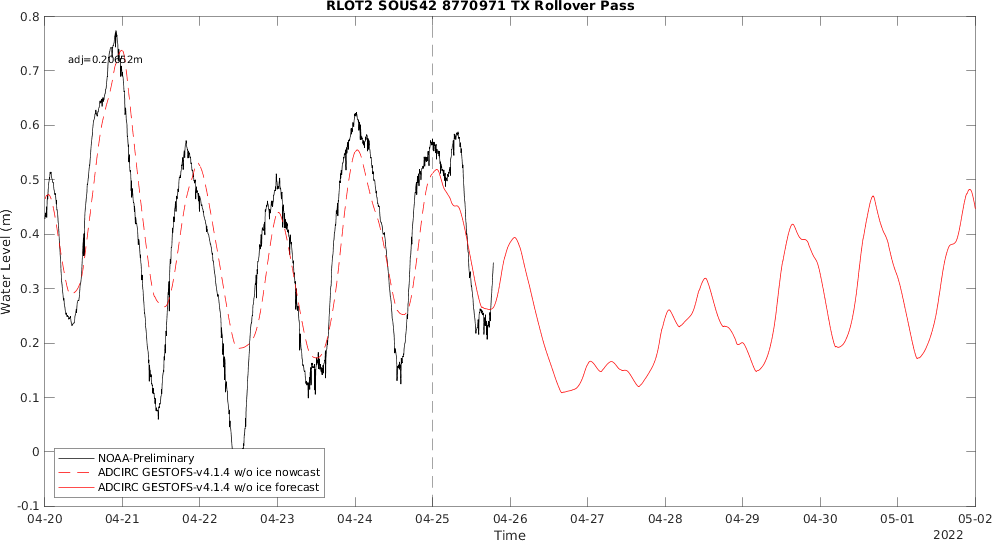 RLOT2 SOUS42 8770971 TX Rollover Pass
0.8
0.7
0.6
0.5
0.4
0.3
0.2
0.1
0
-0.1
Water Level (m)
adj=0.20652m
NOAA-Preliminary
ADCIRC GESTOFS-v4.1.4 w/o ice nowcast
ADCIRC GESTOFS-v4.1.4 w/o ice forecast
04-20 04-21 04-22 04-23 04-24 04-25 04-26 04-27 04-28 04-29 04-30 05-01 05-02
Time
2022